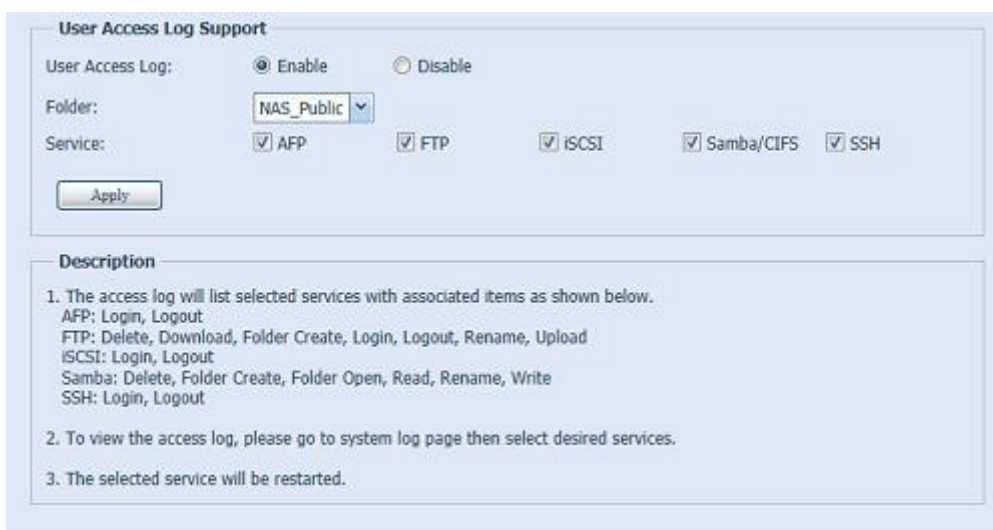 User Access Log Support
User Access Log: Enable Disable
Folder: NAS_Public
Service: AFP FTP iSCSI Samba/CIFS SSH
Apply
Description
1. The access log will list selected services with associated items as shown below.
AFP: Login, Logout
FTP: Delete, Download, Folder Create, Login, Logout, Rename, Upload
iSCSI: Login, Logout
Samba: Delete, Folder Create, Folder Open, Read, Rename, Write
SSH: Login, Logout
2. To view the access log, please go to system log page then select desired services.
3. The selected service will be restarted.